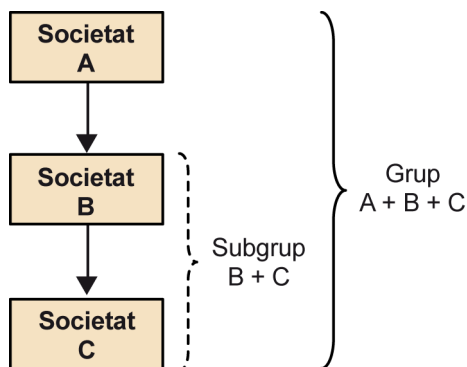 Societat
A
Societat
B
Societat
C
Subgrup
B + C
Grup
A + B + C